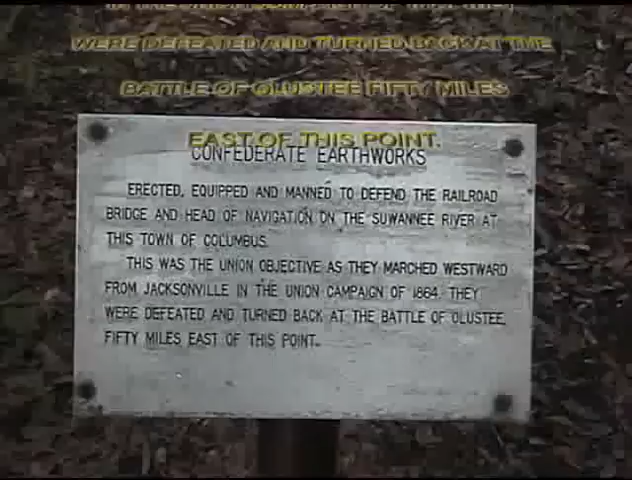 WERE DEFEATED AND TURNED BACK AT THE
BATTLE OF OLUSTEE FIFTY MILES
EAST OF THIS POINT.
CONFEDERATE EARTHWORKS
ERECTED, EQUIPPED AND MANNED TO DEFEND THE RAILROAD
BRIDGE AND HEAD OF NAVIGATION ON THE SUWANNEE RIVER AT
THIS TOWN OF COLUMBUS.
THIS WAS THE UNION OBJECTIVE AS THEY MARCHED WESTWARD
FROM JACKSONVILLE IN THE UNION CAMPAIGN OF 1864. THEY
WERE DEFEATED AND TURNED BACK AT THE BATTLE OF OLUSTEE,
FIFTY MILES EAST OF THIS POINT.